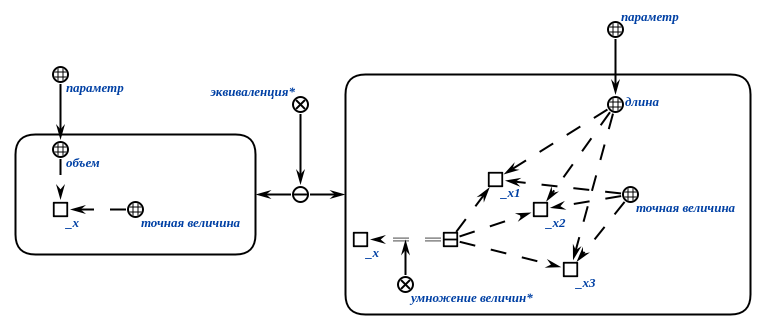 параметр
параметр
эквиваленция*
длина
объем
_x
точная величина
_x1
_x2
точная величина
_x
_x3
умножение величин*